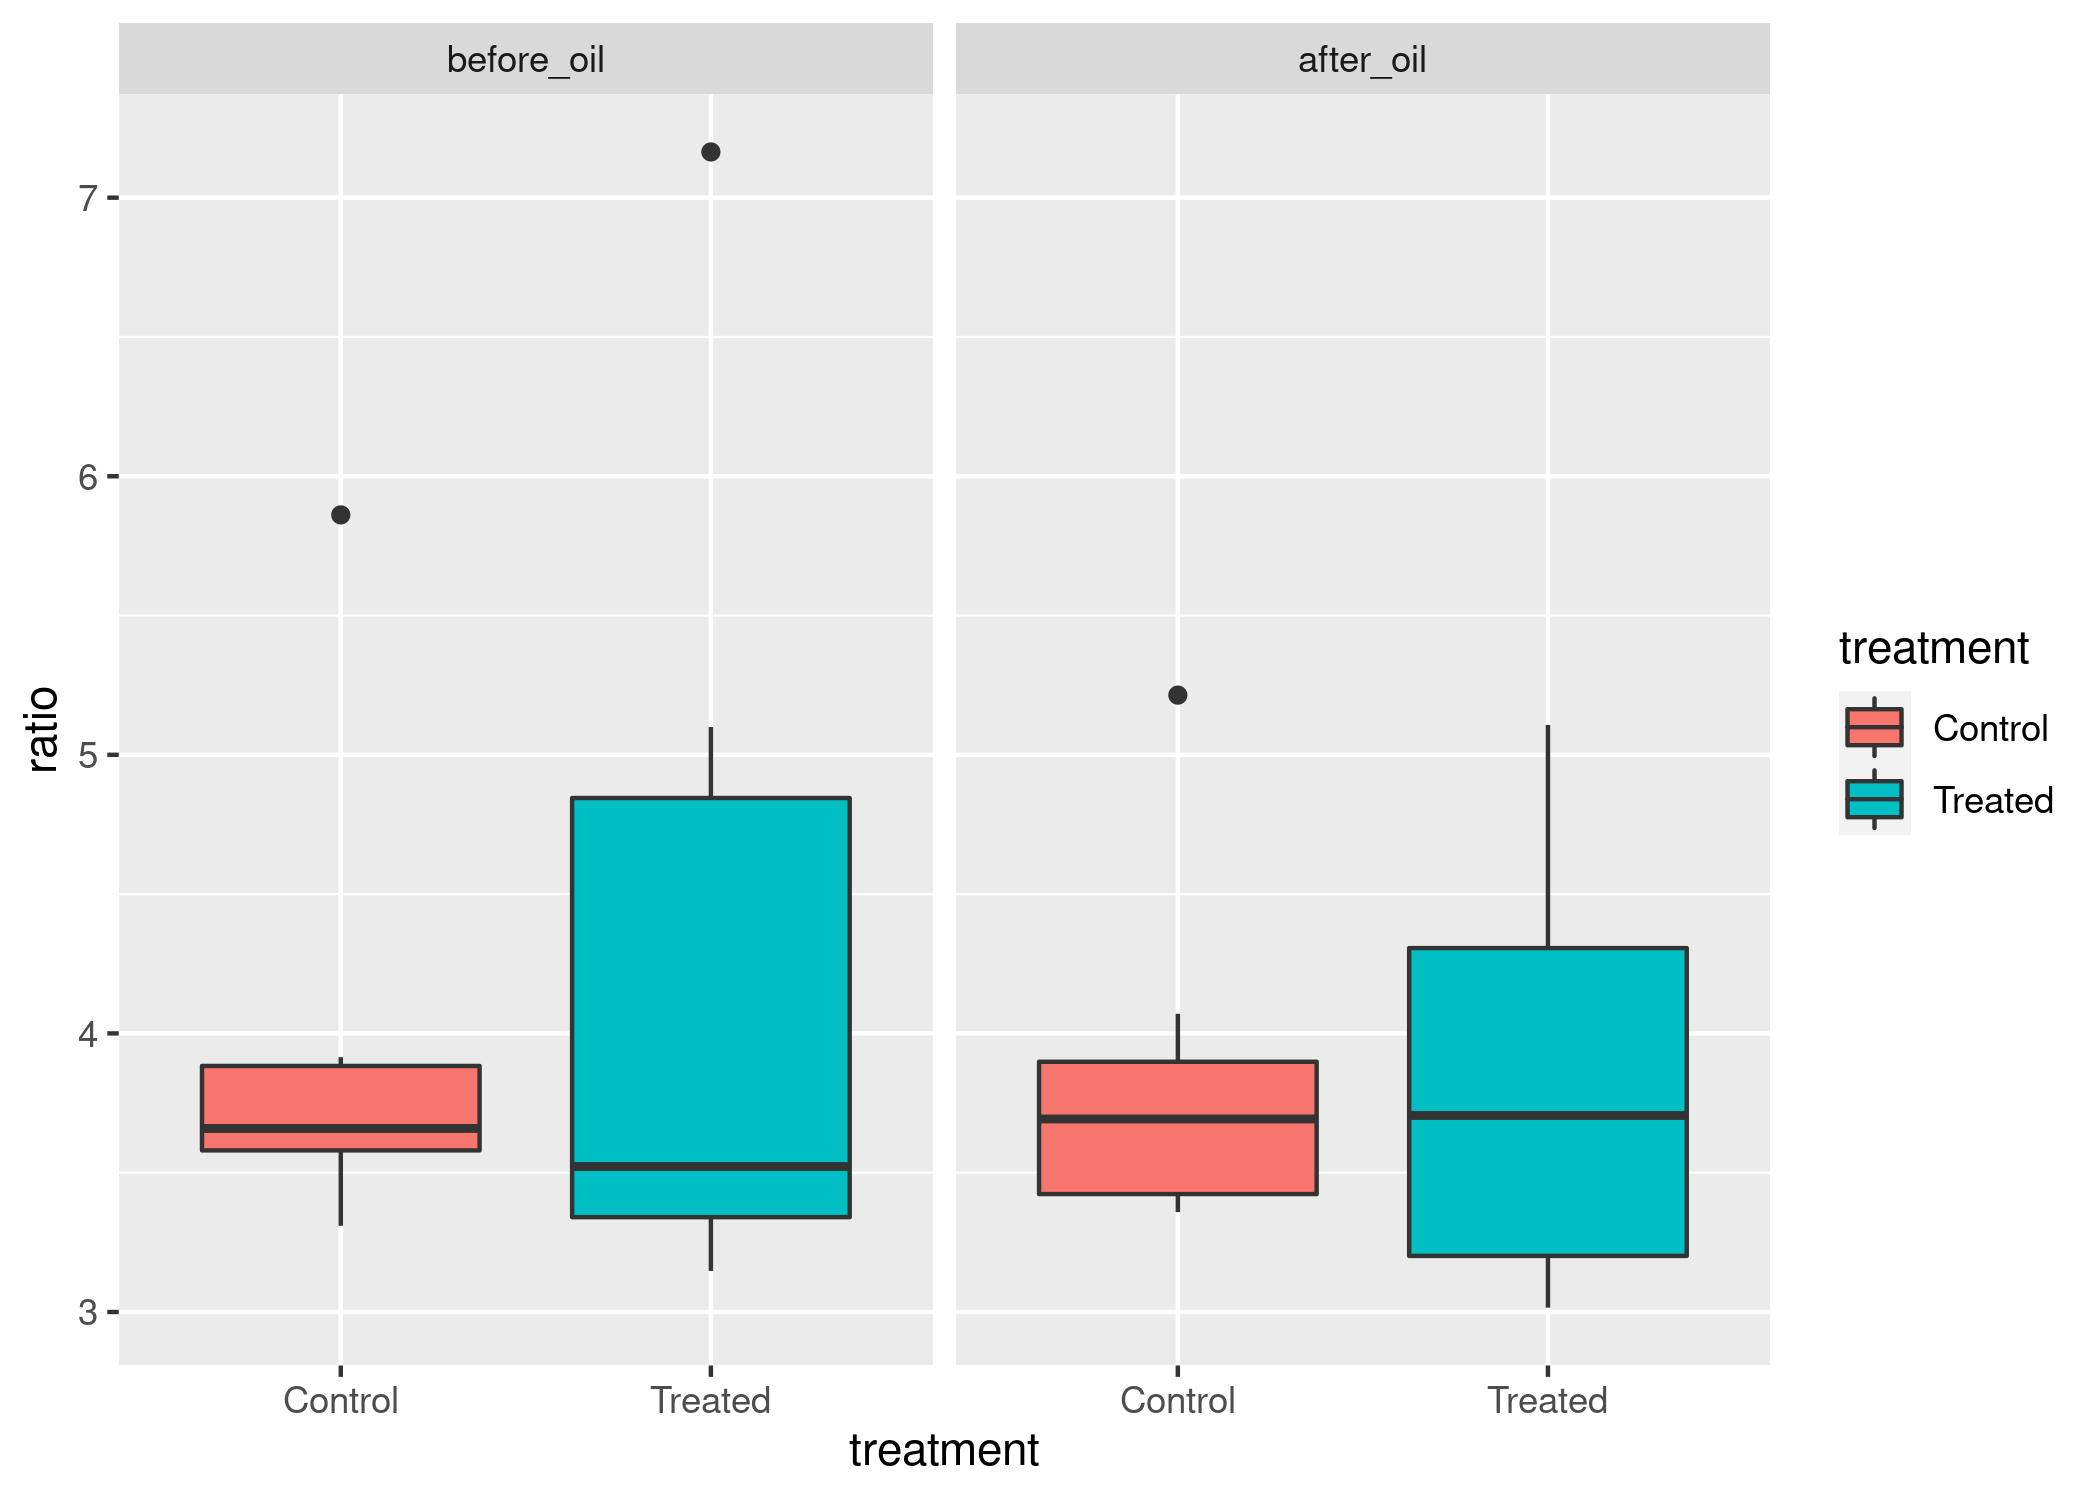 before_oil
after_oil
ratio
7
6
5
4
3
Control
Treated
Control
Treated
treatment
treatment
Control
Treated